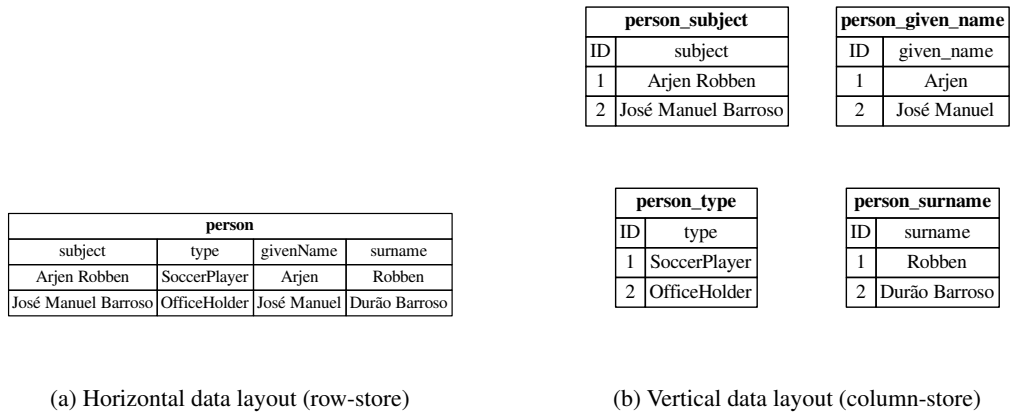 person
subject type givenName surname
Arjen Robben SoccerPlayer Arjen Robben
José Manuel Barroso OfficeHolder José Manuel Durão Barroso
(a) Horizontal data layout (row-store)
person_subject
ID subject
1 Arjen Robben
2 José Manuel Barroso
person_given_name
ID given_name
1 Arjen
2 José Manuel
person_type
ID type
1 SoccerPlayer
2 OfficeHolder
person_surname
ID surname
1 Robben
2 Durão Barroso
(b) Vertical data layout (column-store)